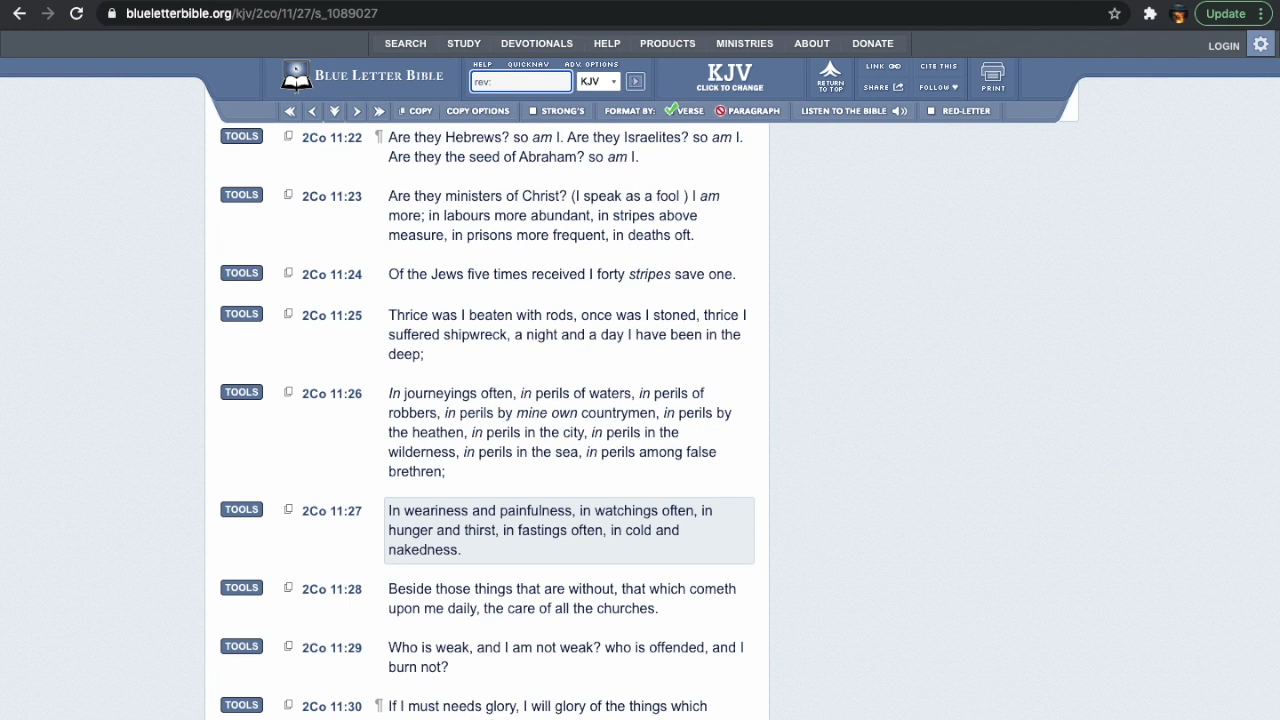 blueletterbible.org/kjv/2co/11/27/s_1089027
Update
SEARCH STUDY DEVOTIONALS HELP PRODUCTS MINISTRIES ABOUT DONATE
LOGIN
HELP QUICKNAV ADV. OPTIONS
BLUE LETTER BIBLE
rev:
KJV
KJV
CLICK TO CHANGE
RETURN
TO TOP
LINK
CITE THIS
SHARE
FOLLOW
PRINT
COPY COPY OPTIONS STRONG'S FORMAT BY: VERSE PARAGRAPH LISTEN TO THE BIBLE RED-LETTER
TOOLS 2Co 11:22 ¶ Are they Hebrews? so am I. Are they Israelites? so am I.
Are they the seed of Abraham? so am I.
TOOLS 2Co 11:23 Are they ministers of Christ? (I speak as a fool ) I am
more; in labours more abundant, in stripes above
measure, in prisons more frequent, in deaths oft.
TOOLS 2Co 11:24 Of the Jews five times received I forty stripes save one.
TOOLS 2Co 11:25 Thrice was I beaten with rods, once was I stoned, thrice I
suffered shipwreck, a night and a day I have been in the
deep;
TOOLS 2Co 11:26 In journeyings often, in perils of waters, in perils of
robbers, in perils by mine own countrymen, in perils by
the heathen, in perils in the city, in perils in the
wilderness, in perils in the sea, in perils among false
brethren;
TOOLS 2Co 11:27 In weariness and painfulness, in watchings often, in
hunger and thirst, in fastings often, in cold and
nakedness.
TOOLS 2Co 11:28 Beside those things that are without, that which cometh
upon me daily, the care of all the churches.
TOOLS 2Co 11:29 Who is weak, and I am not weak? who is offended, and I
burn not?
TOOLS 2Co 11:30 ¶ If I must needs glory, I will glory of the things which